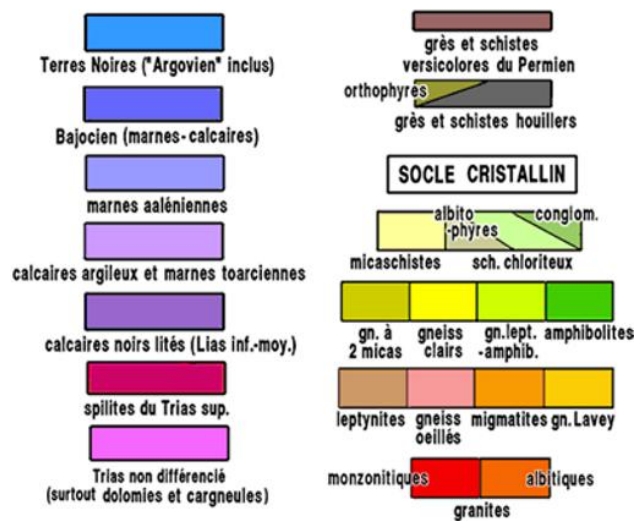 Terres Noires ("Argovien" inclus)
Bajocien (marnes-calcaires)
marnes aaléniennes
calcaires argileux et marnes toarciennes
calcaires noirs lités (Lias inf.-moy.)
spilites du Trias sup.
Trias non différencié
(surtout dolomies et cargneules)
grès et schistes
versicolores du Permien
orthophyres
grès et schistes houillers
SOCLE CRISTALLIN
albito
-phyres
conglom.
micaschistes
sch. chloriteux
gn. à
2 micas
gneiss
clairs
gn. lept.
-amphib.
amphibolites
leptynites
gneiss
oeillés
migmatites
gn. Lavey
monzonitiques
albitiques
granites